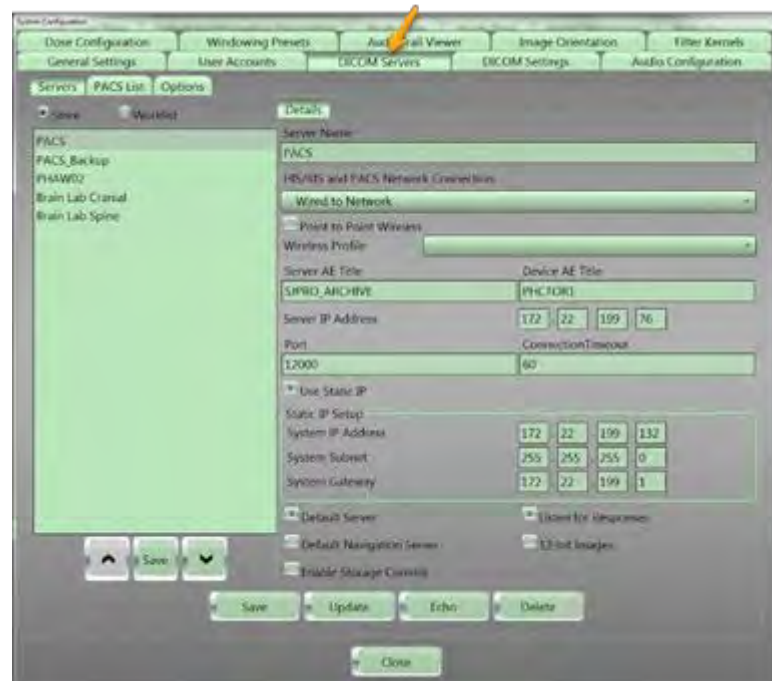 System Configuration
Dose Configuration Windowing Presets Audit Trail Viewer Image Orientation Filter Kernels
General Settings User Accounts DICOM Servers DICOM Settings Audio Configuration
Servers PACS List Options
Store Worklist
Details
PACS
PACS_Backup
PHAW02
Brain Lab Cranial
Brain Lab Spine
Server Name
PACS
HIS/RIS and PACS Network Connection
Wired to Network
Point to Point Wireless
Wireless Profile
Server AE Title Device AE Title
SJPRO_ARCHIVE PHCTOR1
Server IP Address 172 . 22 . 199 . 76
Port ConnectionTimeout
12000 60
Use Static IP
Static IP Setup
System IP Address 172 . 22 . 199 . 132
System Subnet 255 . 255 . 255 . 0
System Gateway 172 . 22 . 199 . 1
Default Server Listen for Responses
Default Navigation Server 12-bit Images
Enable Storage Commit
Save
Save Update Echo Delete
Close